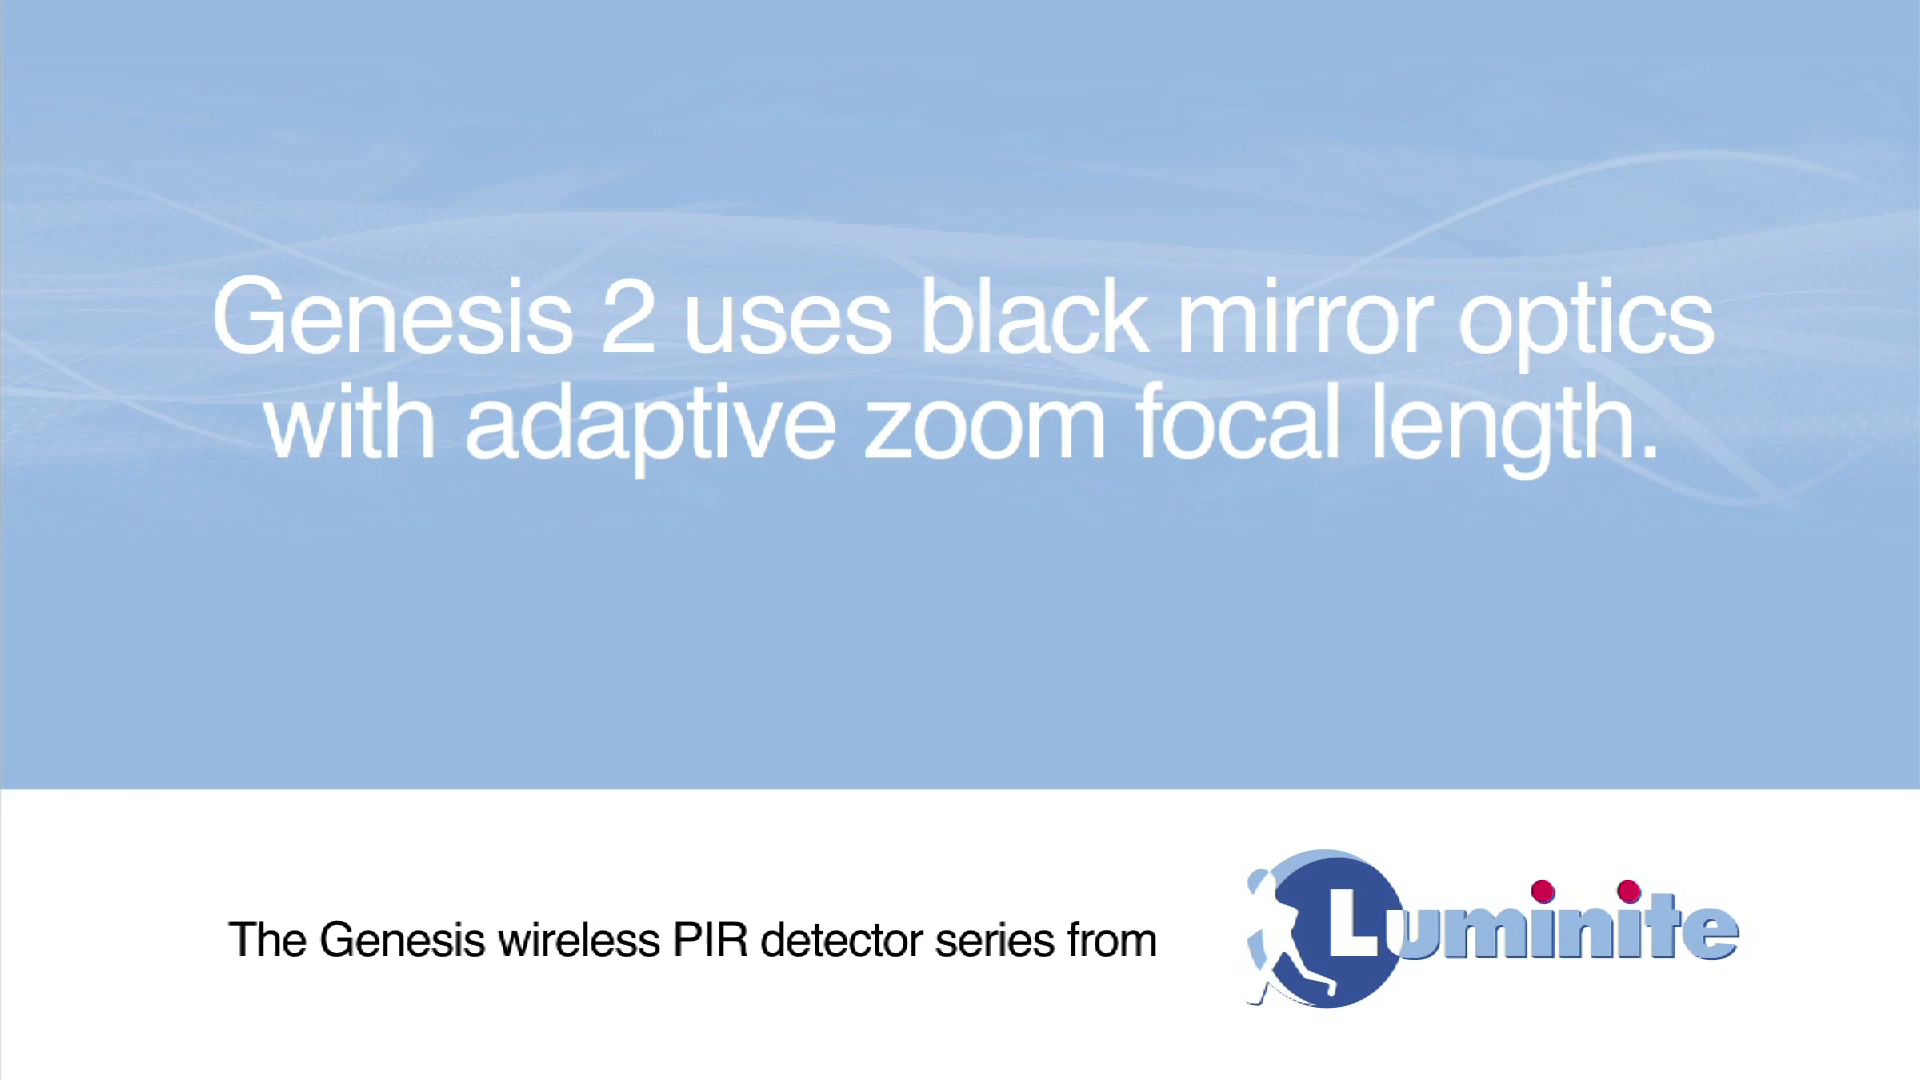 Genesis 2 uses black mirror optics
with adaptive zoom focal length.
The Genesis wireless PIR detector series from
Luminite